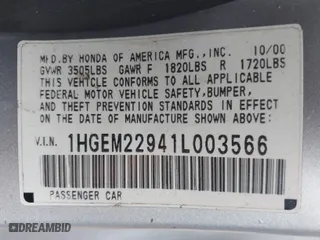 MFD.BY HONDA OF AMERICA MFG.,INC. 10/00
GVWR 3505LBS GAWR F 1820LBS R 1720LBS
THIS VEHICLE CONFORMS TO ALL APPLICABLE
FEDERAL MOTOR VEHICLE SAFETY,BUMPER,
AND THEFT PREVENTION STANDARDS IN EFFECT
ON THE DATE OF MANUFACTURE SHOWN ABOVE.
V.I.N. 1HGEM22941L003566
PASSENGER CAR
DREAMBID